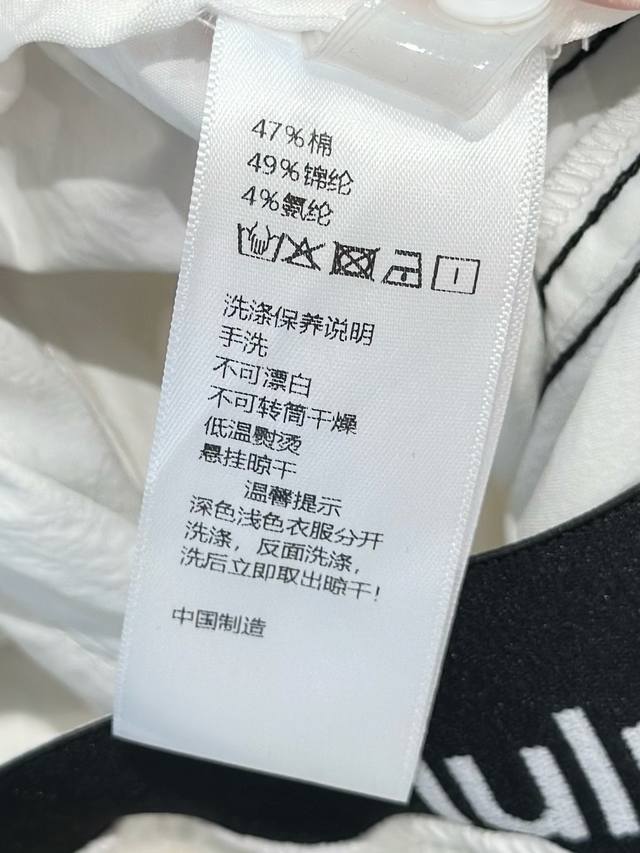 47%棉
49%锦纶
4%氨纶
洗涤保养说明
手洗
不可漂白
不可转筒干燥
低温熨烫
悬挂晾干
温馨提示
深色浅色衣服分开
洗涤，反面洗涤，
洗后立即取出晾干！
中国制造